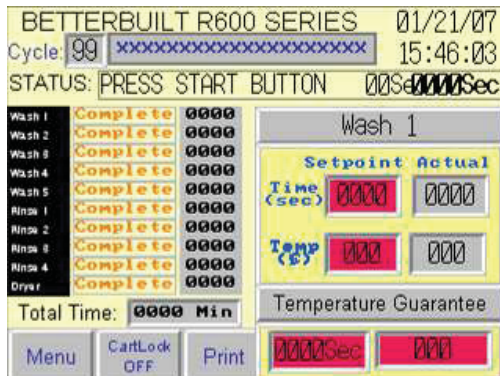 BETTERBUILT R600 SERIES 01/21/07
Cycle: 99 XXXXXXXXXXXXXXXXXXXXXX 15:46:03
STATUS: PRESS START BUTTON 00Se0000Sec
Wash 1 Complete 0000
Wash 2 Complete 0000
Wash 3 Complete 0000
Wash 4 Complete 0000
Wash 5 Complete 0000
Rinse 1 Complete 0000
Rinse 2 Complete 0000
Rinse 3 Complete 0000
Rinse 4 Complete 0000
Dryer Complete 0000
Total Time: 0000 Min
Menu
CartLock
OFF
Print
Wash 1
Setpoint Actual
Time
(sec) 0000 0000
Temp
000 000
Temperature Guarantee
0000Sec 000